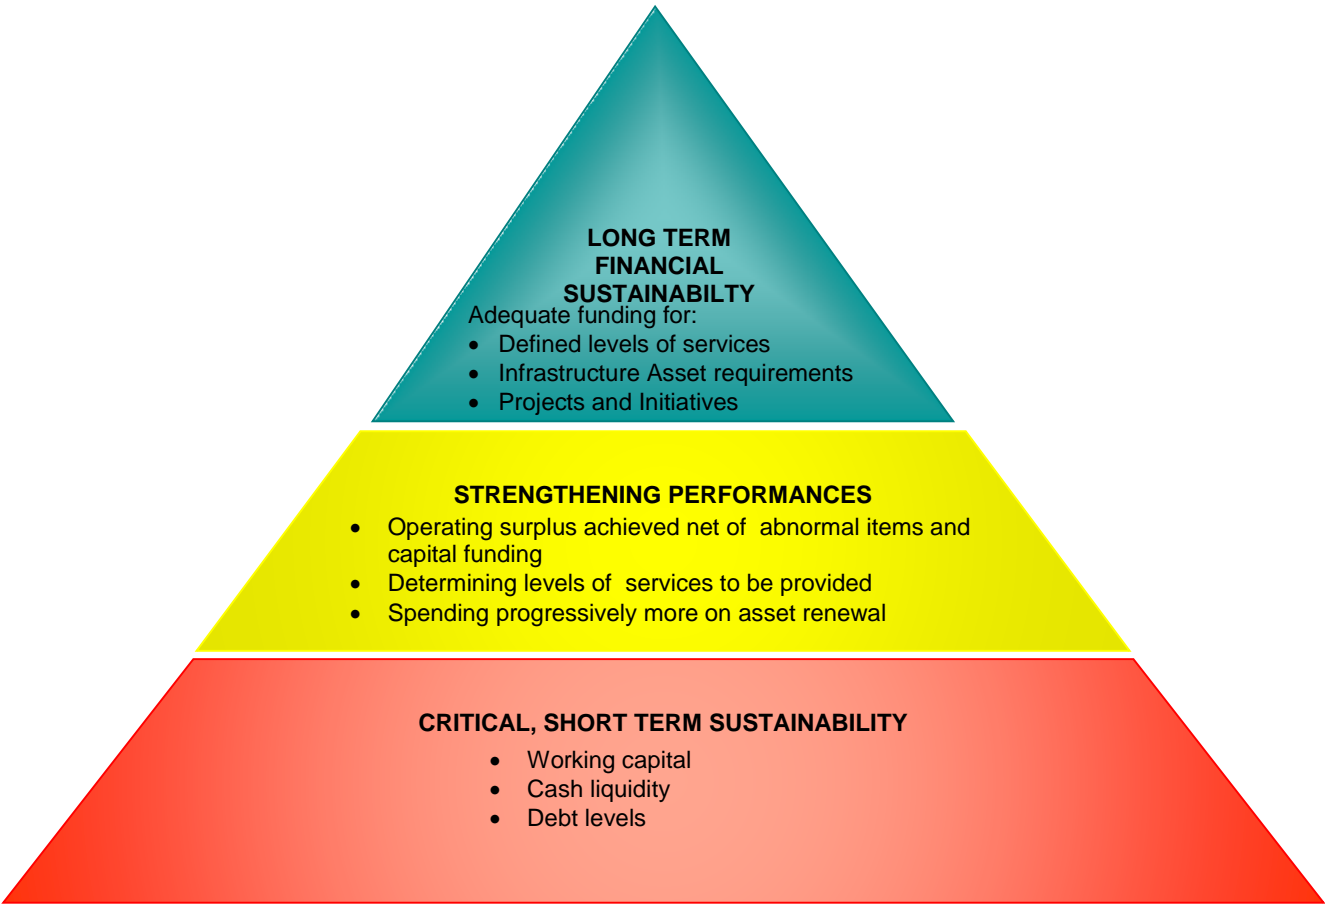 LONG TERM
FINANCIAL
SUSTAINABILTY
Adequate funding for:
• Defined levels of services
• Infrastructure Asset requirements
• Projects and Initiatives
STRENGTHENING PERFORMANCES
• Operating surplus achieved net of  abnormal items and
capital funding
• Determining levels of  services to be provided
• Spending progressively more on asset renewal
CRITICAL, SHORT TERM SUSTAINABILITY
• Working capital
• Cash liquidity
• Debt levels